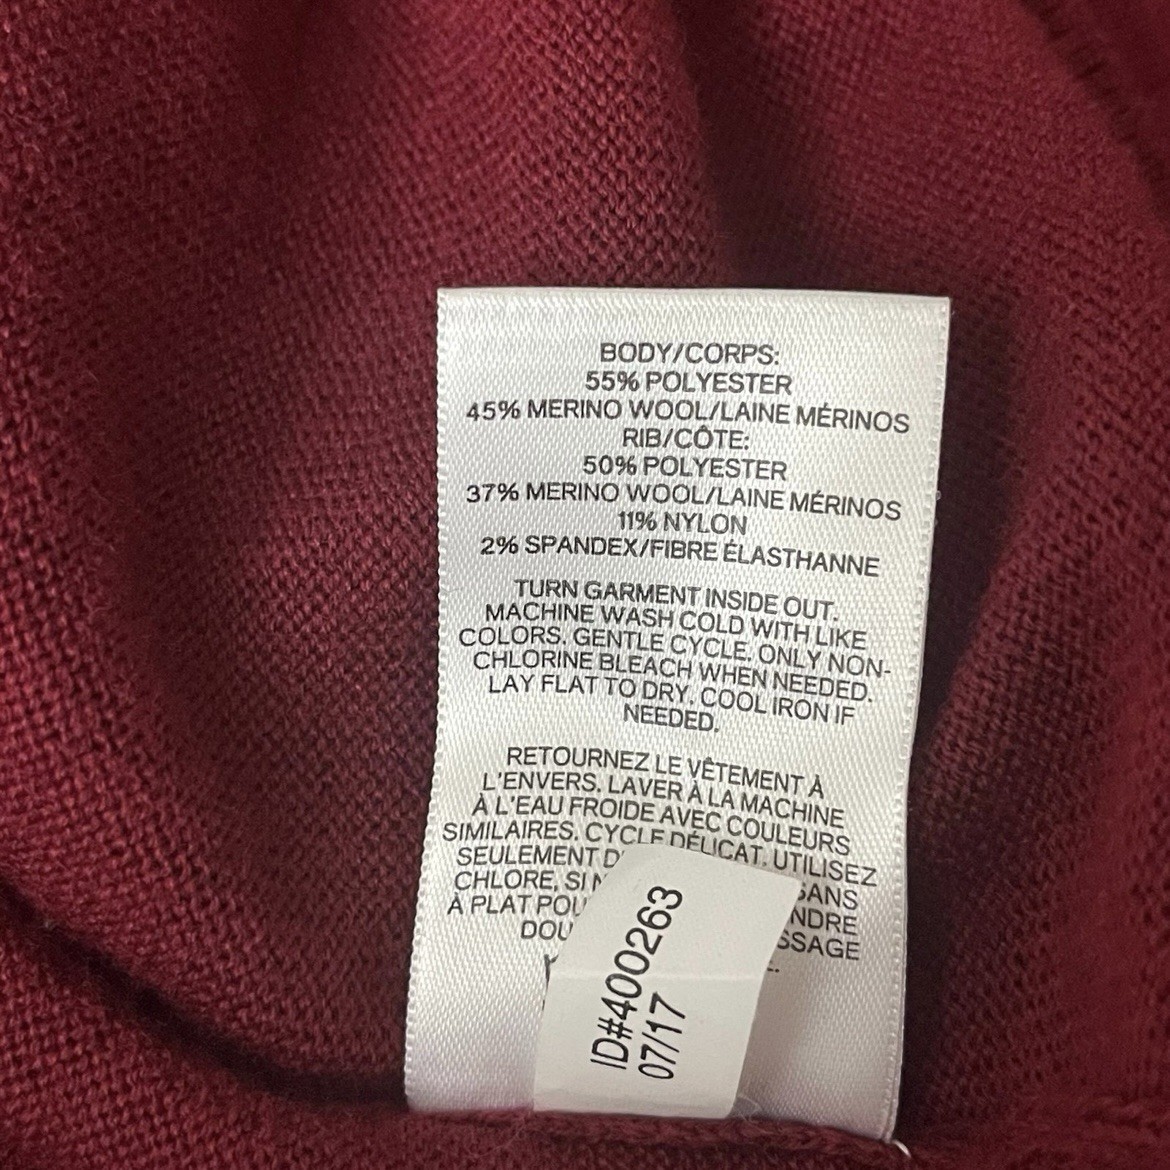 BODY/CORPS:
55% POLYESTER
45% MERINO WOOL/LAINE MÉRINOS
RIB/CÔTE:
50% POLYESTER
37% MERINO WOOL/LAINE MÉRINOS
11% NYLON
2% SPANDEX/FIBRE ÉLASTHANNE
TURN GARMENT INSIDE OUT.
MACHINE WASH COLD WITH LIKE
COLORS. GENTLE CYCLE. ONLY NON-
CHLORINE BLEACH WHEN NEEDED.
LAY FLAT TO DRY. COOL IRON IF
NEEDED.
RETOURNEZ LE VÊTEMENT À
L'ENVERS. LAVER À LA MACHINE
À L'EAU FROIDE AVEC COULEURS
SIMILAIRES. CYCLE DÉLICAT. UTILISEZ
SEULEMENT
CHLORE, SI SANS
À PLAT
ID#400263
07/17